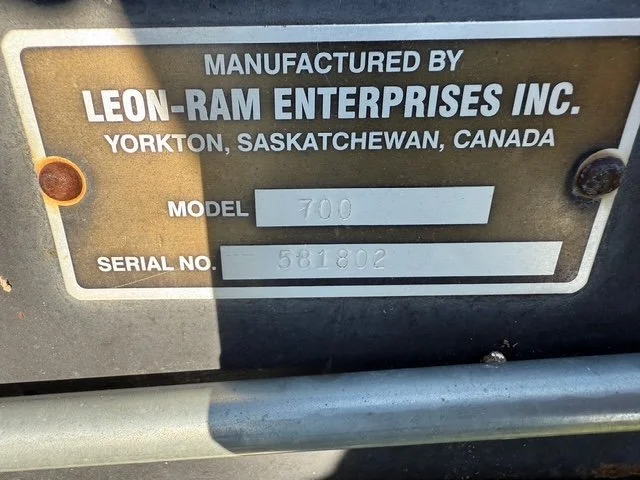 MANUFACTURED BY
LEON-RAM ENTERPRISES INC.
YORKTON, SASKATCHEWAN, CANADA
MODEL 700
SERIAL NO. 581802